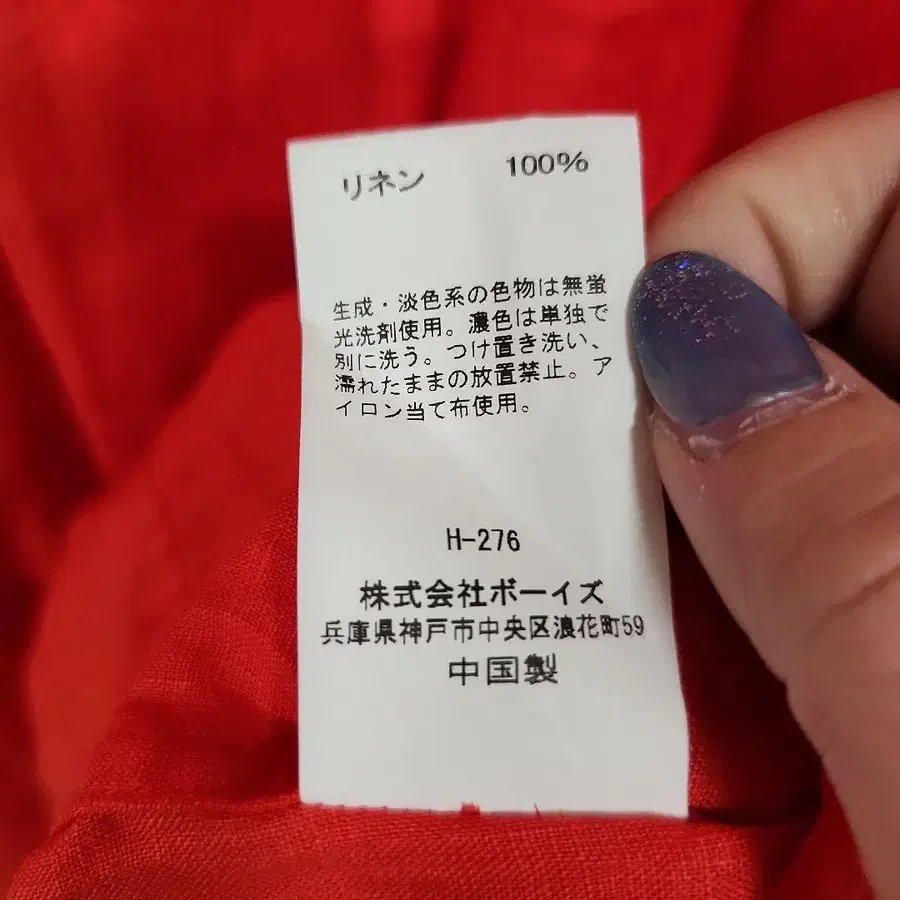 リネン 100%
生成・淡色系の色物は無蛍
光洗剤使用。濃色は単独で
別に洗う。つけ置き洗い、
濡れたままの放置禁止。ア
イロン当て布使用。
H-276
株式会社ボーイズ
兵庫県神戸市中央区浪花町59
中国製